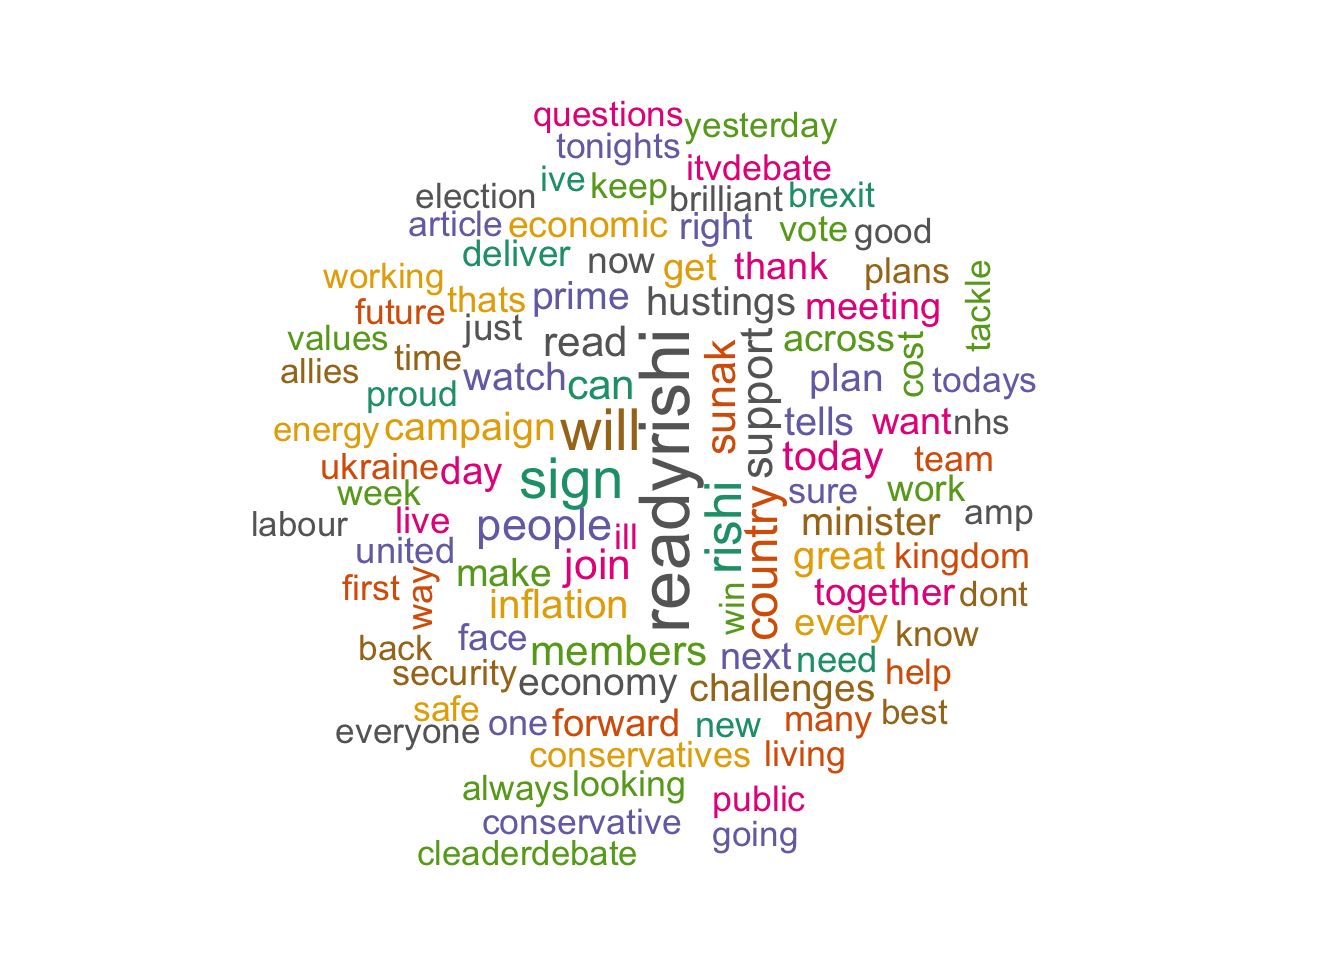 questions
yesterday
tonights
itvdebate
ive
keep
brilliant
brexit
election
article
economic
right
vote
good
deliver
now
get
thank
plans
working
thats
prime
hustings
meeting
tackle
future
just
read
readyrishi
sunak
support
across
cost
values
time
allies
proud
watch
can
plan
todays
energy
campaign
will
tells
want
nhs
ukraine
day
sign
today
team
week
rishi
country
sure
work
labour
live
people
ill
minister
amp
united
join
great
kingdom
first
way
make
inflation
win
together
dont
back
face
members
every
know
security
economy
next
need
challenges
help
safe
everyone
one
forward
new
many
best
conservatives
living
always
looking
public
conservative
going
cleaderdebate